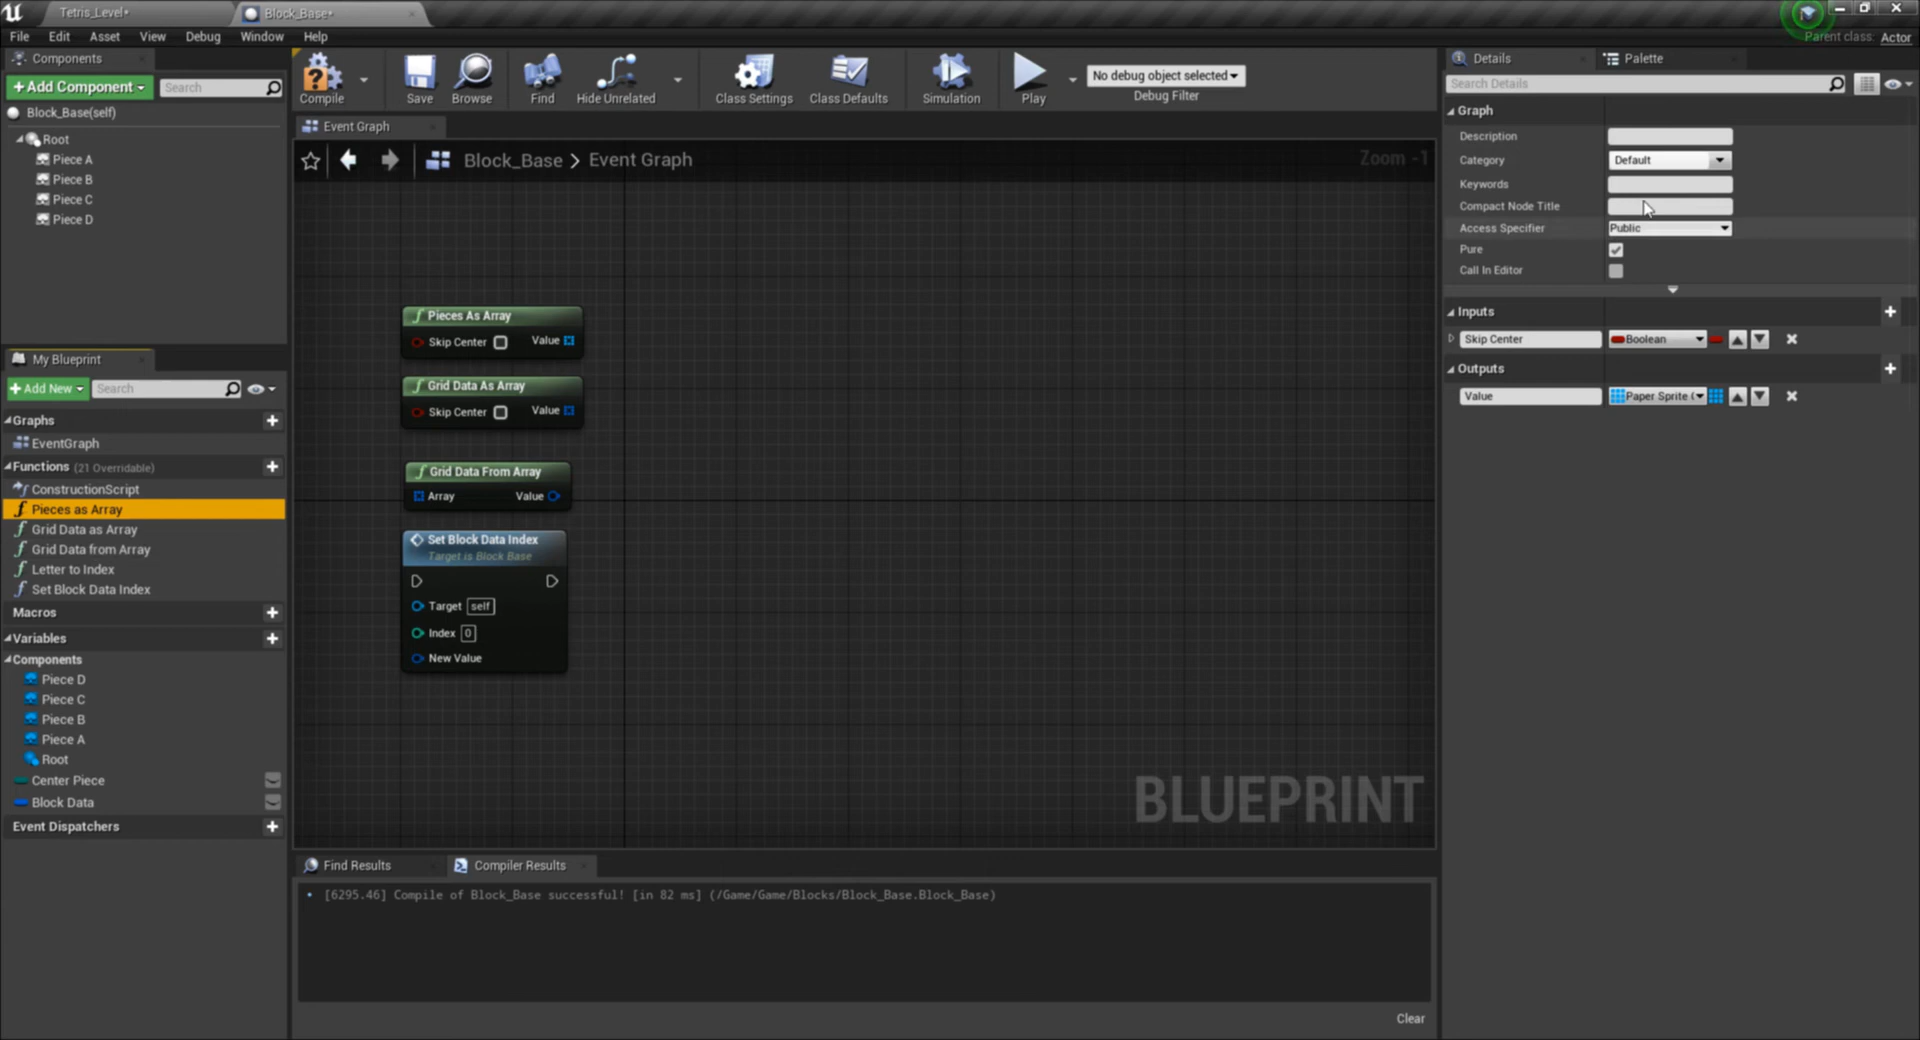 Tetris_Level*
Block_Base*
File Edit Asset View Debug Window Help
Parent class: Actor
Components
+Add Component
Search
Block_Base(self)
Root
Piece A
Piece B
Piece C
Piece D
Compile
Save
Browse
Find
Hide Unrelated
Class Settings
Class Defaults
Simulation
Play
No debug object selected
Debug Filter
Event Graph
Block_Base > Event Graph
Zoom -1
Pieces As Array
Skip Center
Value
Grid Data As Array
Skip Center
Value
Grid Data From Array
Array
Value
Set Block Data Index
Target is Block Base
Target self
Index 0
New Value
BLUEPRINT
My Blueprint
+Add New
Search
Graphs
EventGraph
Functions (21 Overridable)
ConstructionScript
Pieces as Array
Grid Data as Array
Grid Data from Array
Letter to Index
Set Block Data Index
Macros
Variables
Components
Piece D
Piece C
Piece B
Piece A
Root
Center Piece
Block Data
Event Dispatchers
Find Results
Compiler Results
[6295.46] Compile of Block_Base successful! [in 82 ms] (/Game/Game/Blocks/Block_Base.Block_Base)
Clear
Details
Palette
Search Details
Graph
Description
Category Default
Keywords
Compact Node Title
Access Specifier Public
Pure
Call In Editor
Inputs
Skip Center Boolean
Outputs
Value Paper Sprite (